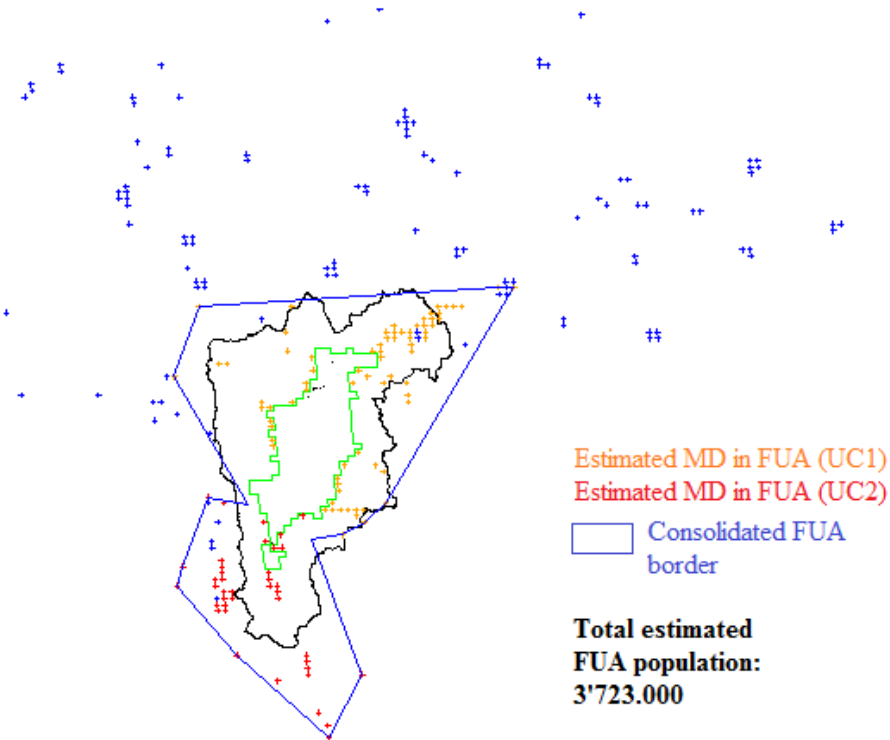 Estimated MD in FUA (UC1)
Estimated MD in FUA (UC2)
Consolidated FUA
border
Total estimated
FUA population:
3'723.000